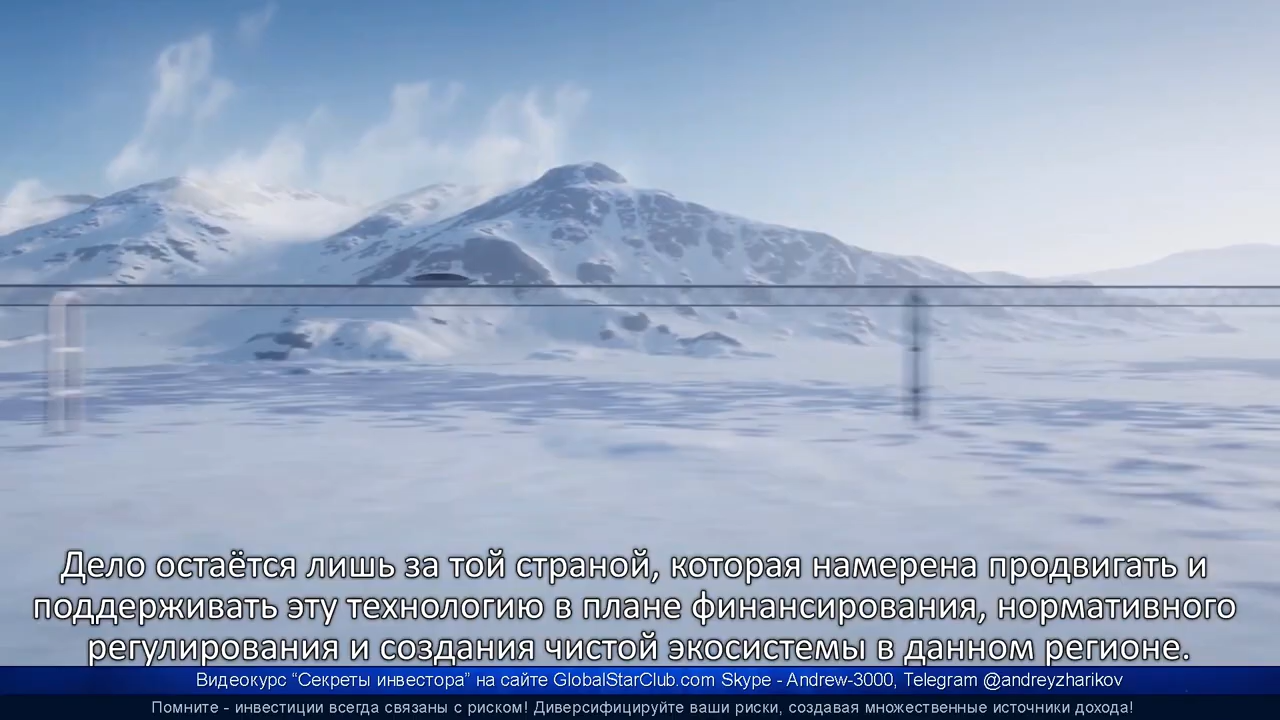 Дело остаётся лишь за той страной, которая намерена продвигать и
поддерживать эту технологию в плане финансирования, нормативного
регулирования и создания чистой экосистемы в данном регионе.
Видеокурс “Секреты инвестора” на сайте GlobalStarClub.com Skype - Andrew-3000, Telegram @andreyzharikov
Помните - инвестиции всегда связаны с риском! Диверсифицируйте ваши риски, создавая множественные источники дохода!